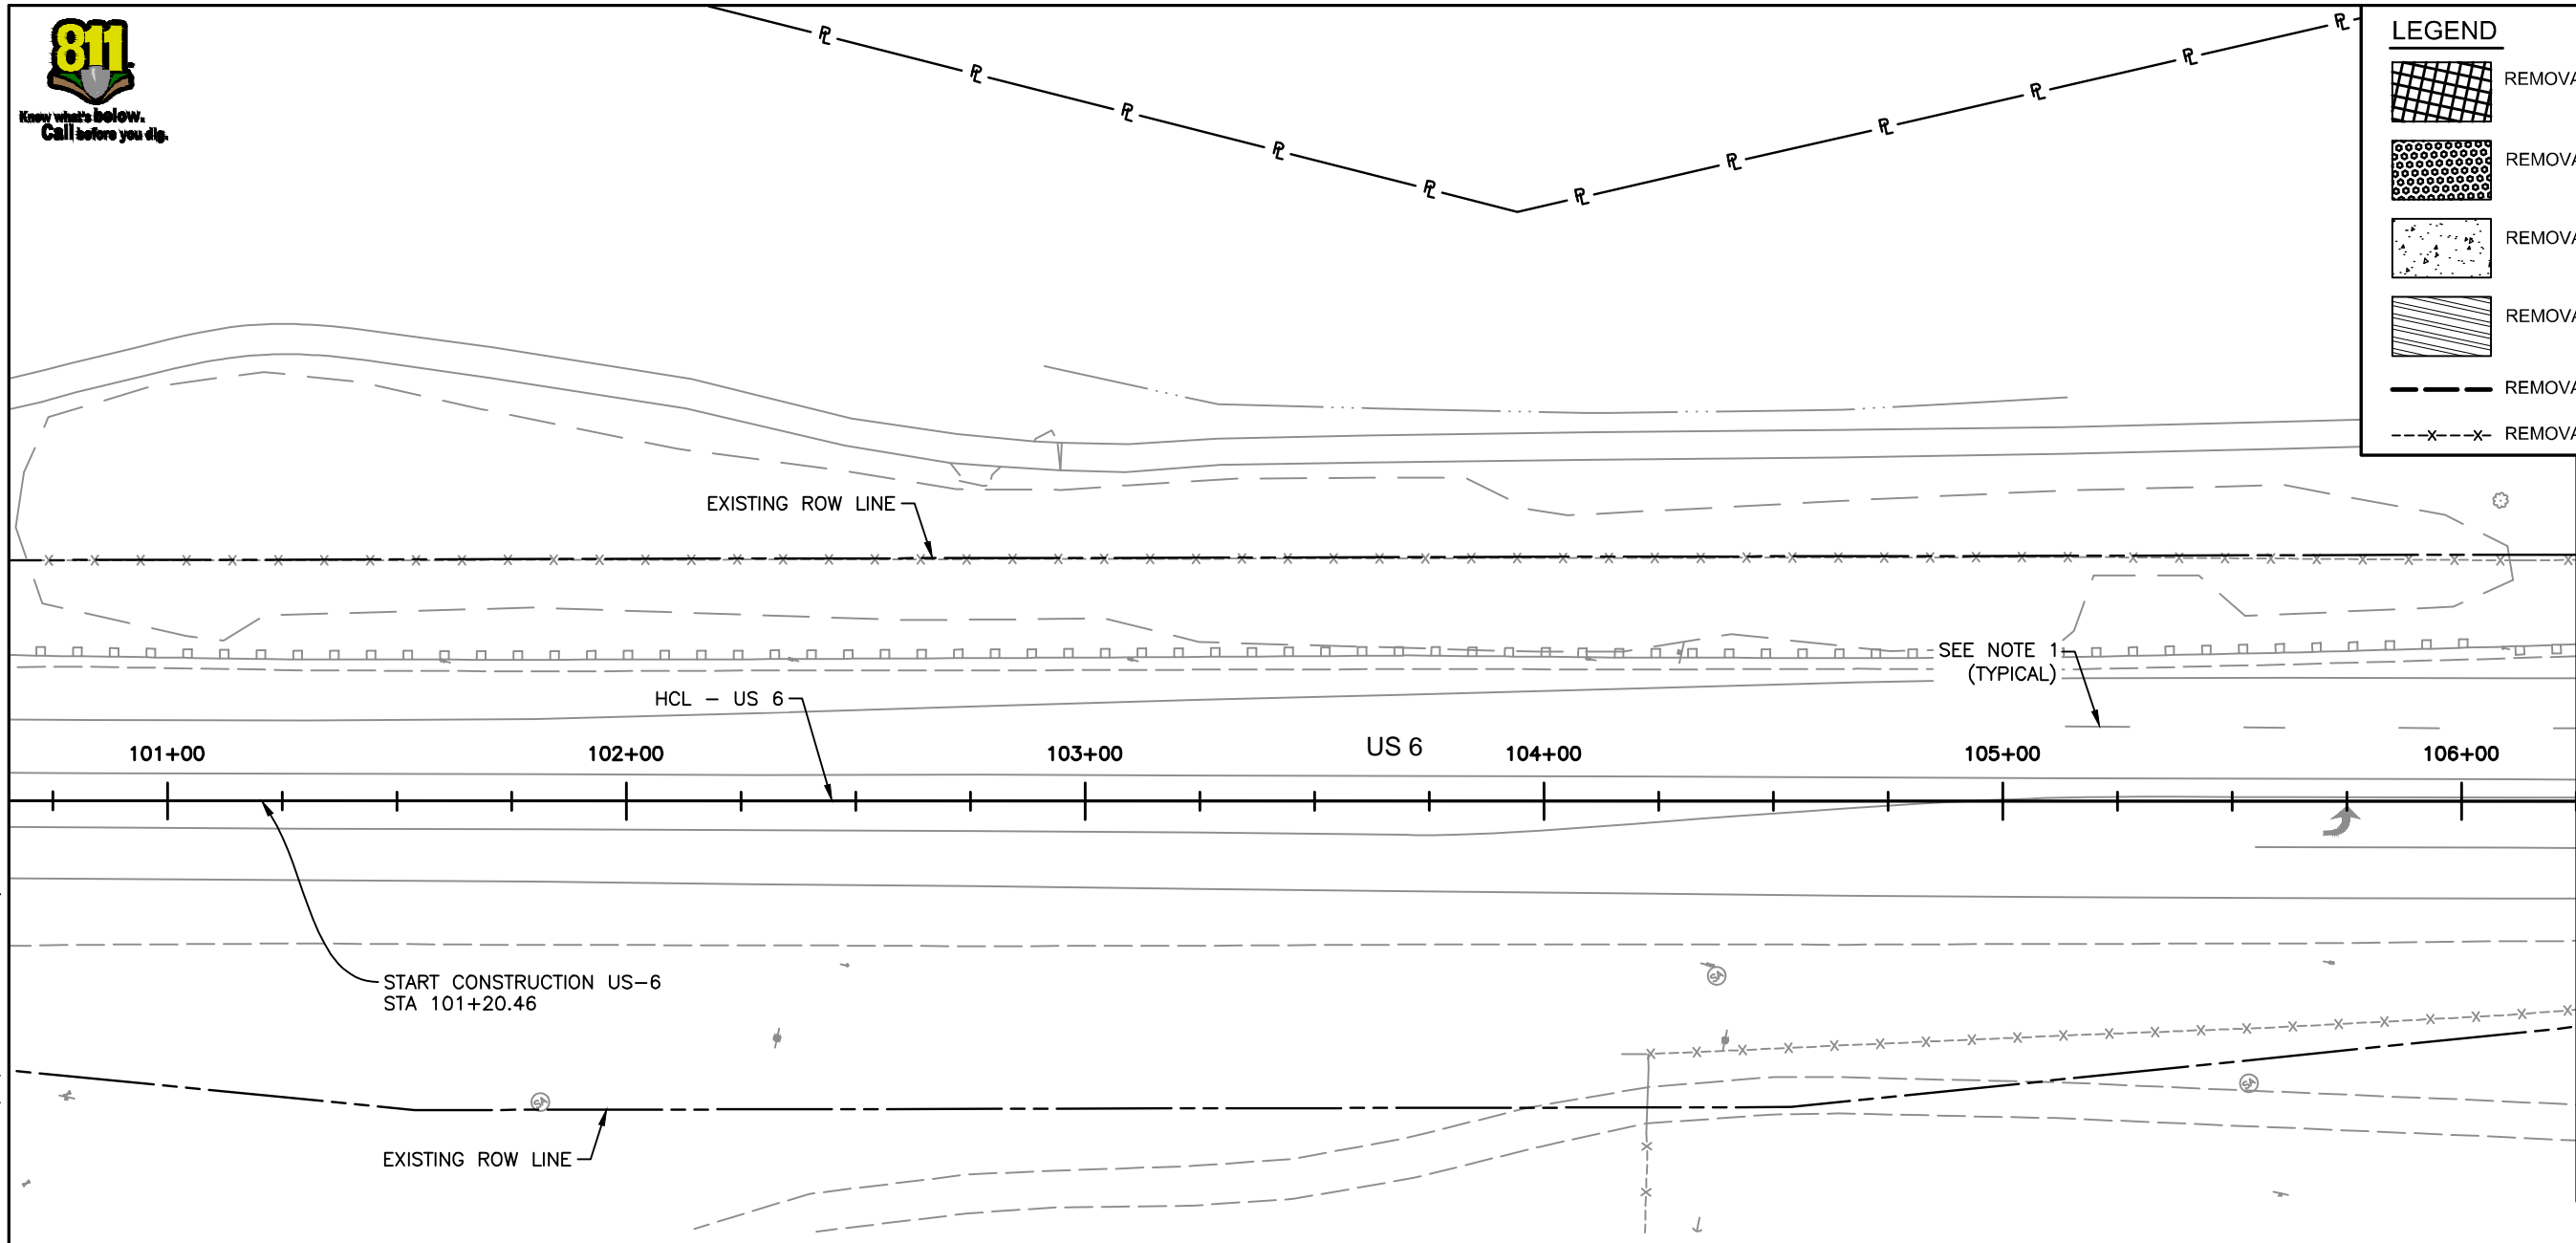 811
Know what's below.
Call before you dig.
LEGEND
REMOVA
REMOVA
REMOVA
REMOVA
REMOVA
REMOVA
EXISTING ROW LINE
SEE NOTE 1
(TYPICAL)
HCL - US 6
101+00
102+00
103+00
US 6
104+00
105+00
106+00
START CONSTRUCTION US-6
STA 101+20.46
EXISTING ROW LINE